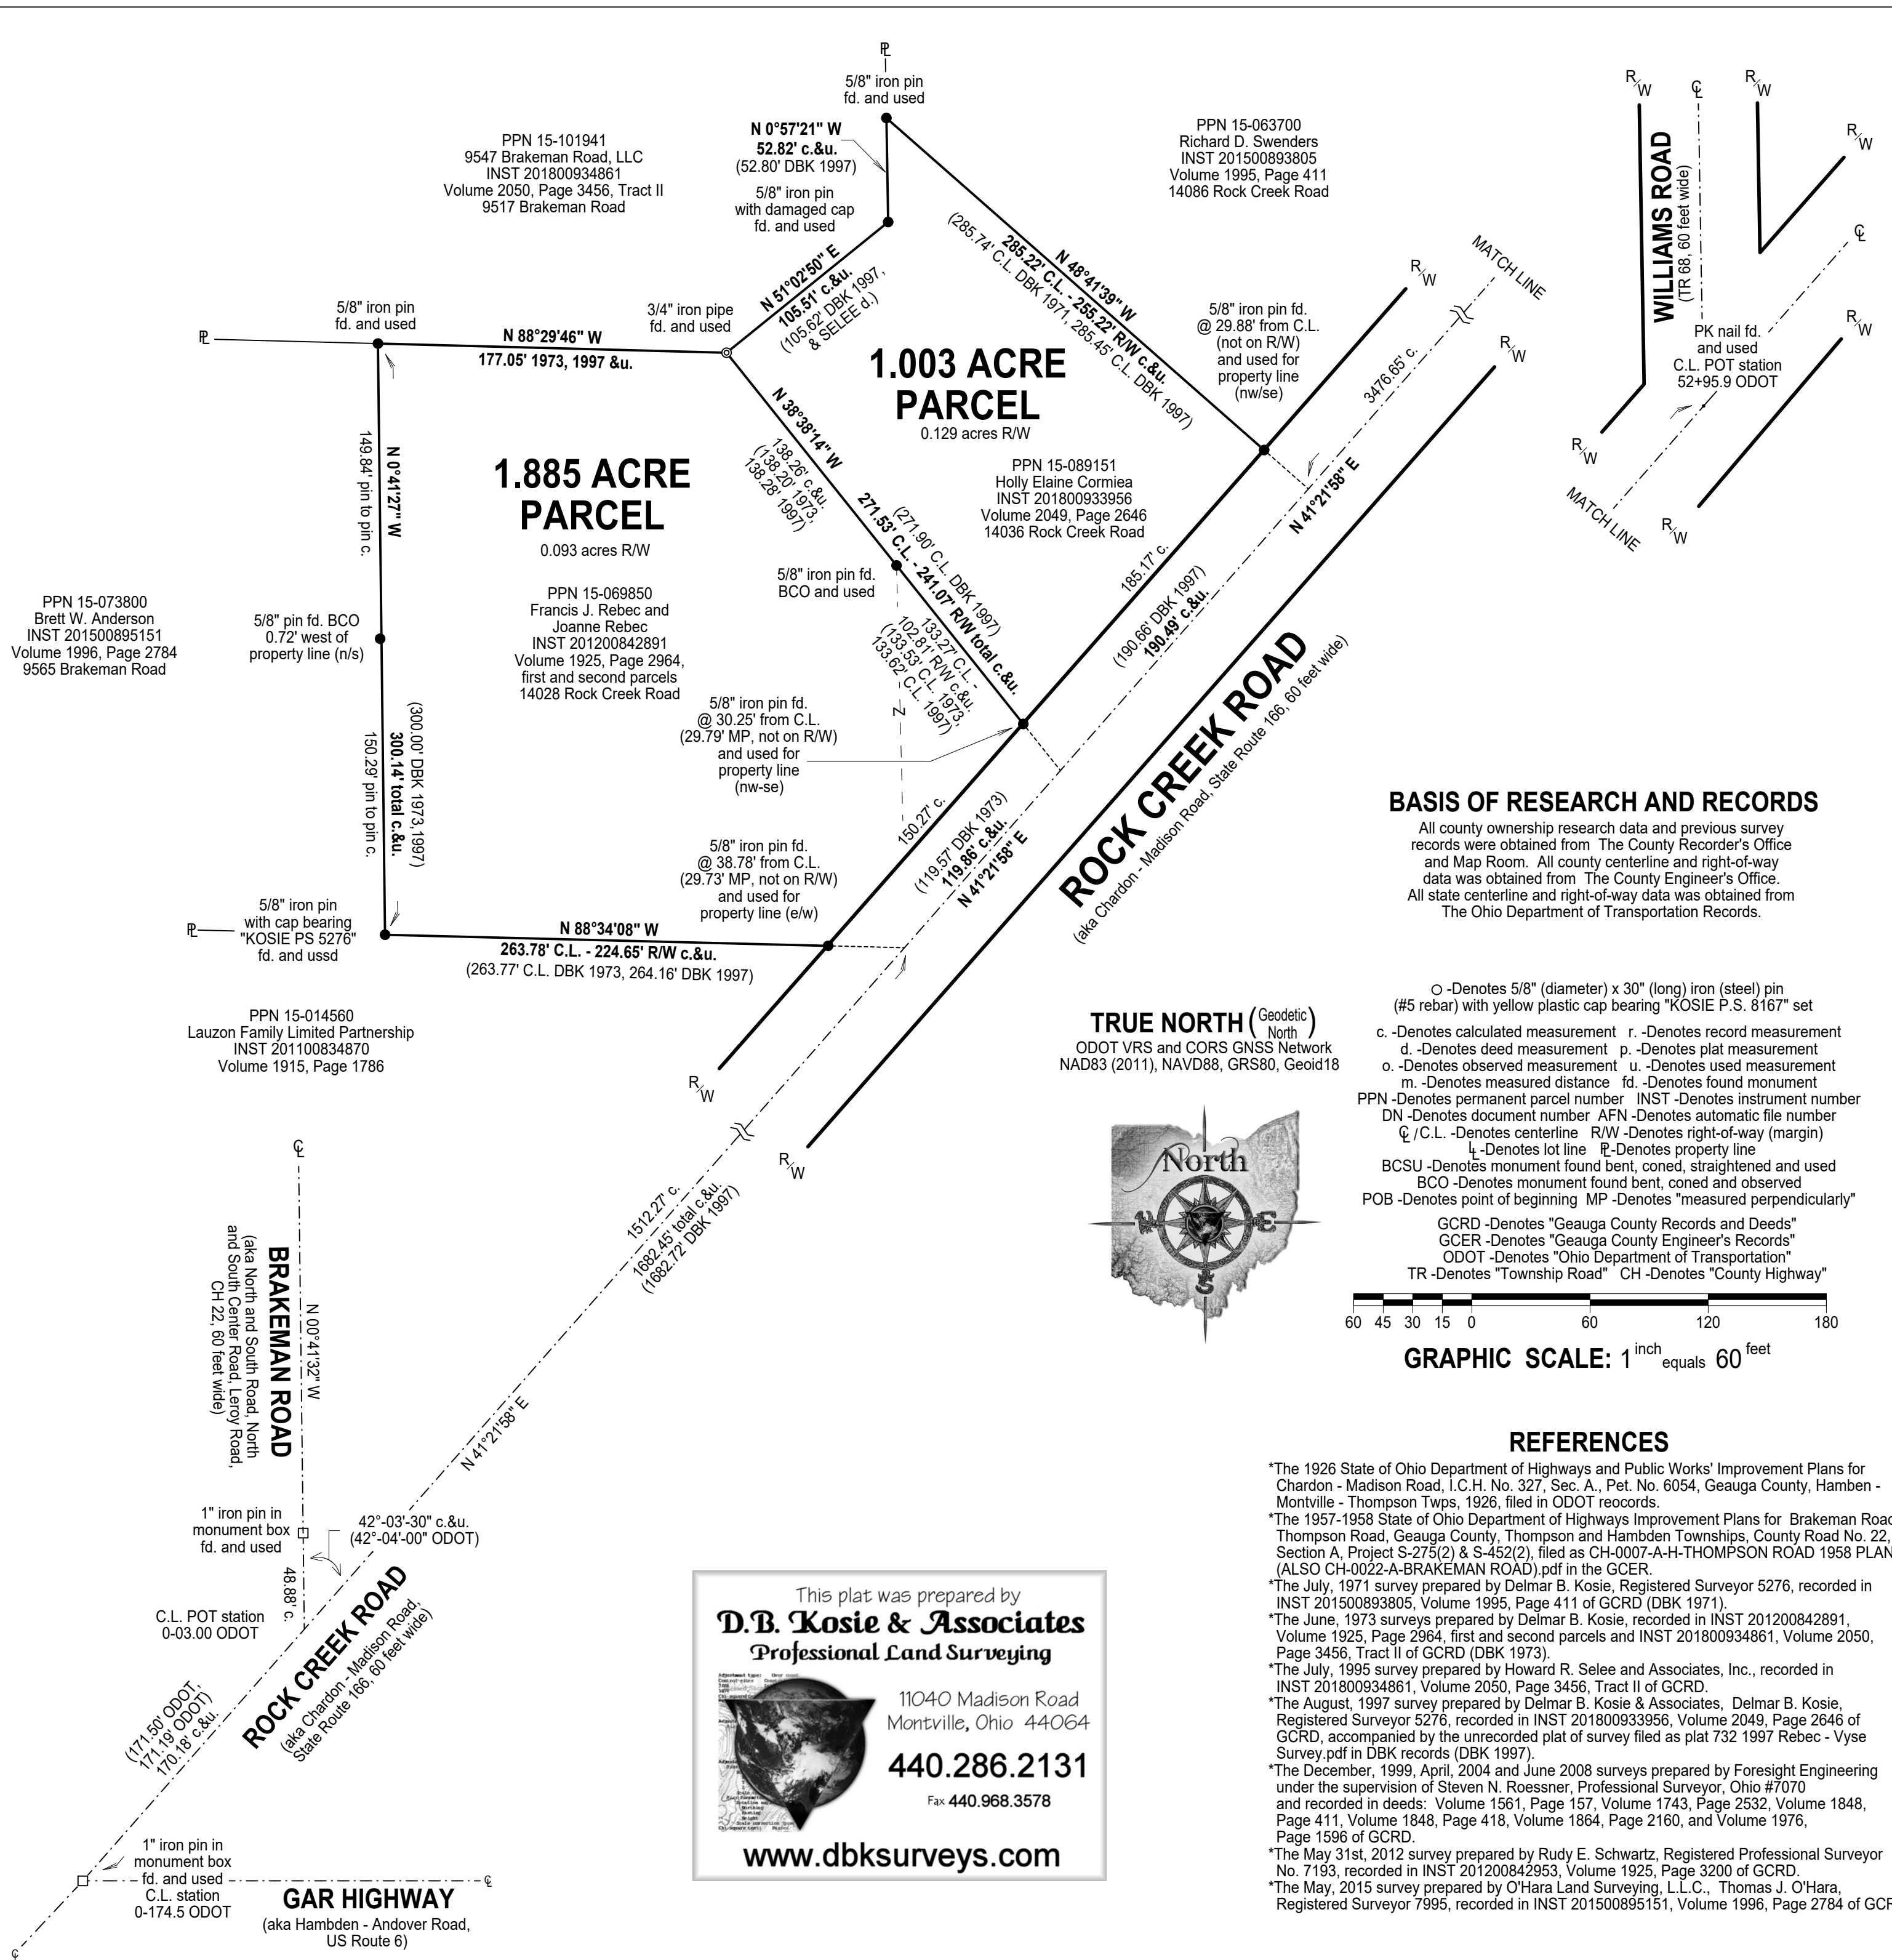 PL
5/8" iron pin
fd. and used
N 0°57'21" W
52.82' c.&u.
(52.80' DBK 1997)
5/8" iron pin
with damaged cap
fd. and used
PPN 15-101941
9547 Brakeman Road, LLC
INST 201800934861
Volume 2050, Page 3456, Tract II
9517 Brakeman Road
PPN 15-063700
Richard D. Swenders
INST 201500893805
Volume 1995, Page 411
14086 Rock Creek Road
R/W
CL
R/W
R/W
WILLIAMS ROAD
(TR 68, 60 feet wide)
CL
R/W
PK nail fd.
and used
C.L. POT station
52+95.9 ODOT
R/W
MATCH LINE
R/W
N 48°41'39" W
285.22' C.L. - 255.22' R/W c.&u.
(285.74' C.L. DBK 1971, 285.45' C.L. DBK 1997)
N 51°02'50" E
105.51' c.&u.
(105.62' DBK 1997,
& SELEE d.)
5/8" iron pin
fd. and used
PL
N 88°29'46" W
177.05' 1973, 1997 &u.
3/4" iron pipe
fd. and used
5/8" iron pin fd.
@ 29.88' from C.L.
(not on R/W)
and used for
property line
(nw/se)
R/W
MATCH LINE
R/W
3476.65' c.
N 41°21'58" E
1.003 ACRE
PARCEL
0.129 acres R/W
PPN 15-089151
Holly Elaine Cormiea
INST 201800933956
Volume 2049, Page 2646
14036 Rock Creek Road
N 38°38'14" W
138.26' c.&u.
(138.20' 1973,
138.28' 1997)
(271.90' C.L. DBK 1997)
271.53' C.L. - 241.07' R/W total c.&u.
133.27' C.L. -
102.81' R/W c.&u.
(133.53' C.L. 1973,
133.62' C.L. 1997)
5/8" iron pin fd.
BCO and used
Z
1.885 ACRE
PARCEL
0.093 acres R/W
PPN 15-069850
Francis J. Rebec and
Joanne Rebec
INST 201200842891
Volume 1925, Page 2964,
first and second parcels
14028 Rock Creek Road
N 0°41'27" W
149.84' pin to pin c.
PPN 15-073800
Brett W. Anderson
INST 201500895151
Volume 1996, Page 2784
9565 Brakeman Road
5/8" pin fd. BCO
0.72' west of
property line (n/s)
(300.00' DBK 1973,1997)
300.14' total c.&u.
150.29' pin to pin c.
5/8" iron pin fd.
@ 30.25' from C.L.
(29.79' MP, not on R/W)
and used for
property line
(nw-se)
185.17' c.
(190.66' DBK 1997)
190.49' c.&u.
150.27' c.
(119.57' DBK 1973)
119.86' c.&u.
N 41°21'58" E
ROCK CREEK ROAD
(aka Chardon - Madison Road, State Route 166, 60 feet wide)
5/8" iron pin fd.
@ 38.78' from C.L.
(29.73' MP, not on R/W)
and used for
property line (e/w)
5/8" iron pin
with cap bearing
"KOSIE PS 5276"
fd. and ussd
PL
N 88°34'08" W
263.78' C.L. - 224.65' R/W c.&u.
(263.77' C.L. DBK 1973, 264.16' DBK 1997)
PPN 15-014560
Lauzon Family Limited Partnership
INST 201100834870
Volume 1915, Page 1786
R/W
R/W
1512.27' c.
1682.45' total c.&u.
(1682.72' DBK 1997)
N 41°21'58" E
CL
N 00°41'32" W
BRAKEMAN ROAD
(aka North and South Road, North
and South Center Road, Leroy Road,
CH 22, 60 feet wide)
1" iron pin in
monument box
fd. and used
42°-03'-30" c.&u.
(42°-04'-00" ODOT)
48.88' c.
C.L. POT station
0-03.00 ODOT
ROCK CREEK ROAD
(aka Chardon - Madison Road,
State Route 166, 60 feet wide)
(171.50' ODOT,
171.19' ODOT)
170.18' c.&u.
1" iron pin in
monument box
fd. and used
C.L. station
0-174.5 ODOT
CL
GAR HIGHWAY
(aka Hambden - Andover Road,
US Route 6)
CL
BASIS OF RESEARCH AND RECORDS
All county ownership research data and previous survey
records were obtained from The County Recorder's Office
and Map Room. All county centerline and right-of-way
data was obtained from The County Engineer's Office.
All state centerline and right-of-way data was obtained from
The Ohio Department of Transportation Records.
O -Denotes 5/8" (diameter) x 30" (long) iron (steel) pin
(#5 rebar) with yellow plastic cap bearing "KOSIE P.S. 8167" set
c. -Denotes calculated measurement r. -Denotes record measurement
d. -Denotes deed measurement p. -Denotes plat measurement
o. -Denotes observed measurement u. -Denotes used measurement
m. -Denotes measured distance fd. -Denotes found monument
PPN -Denotes permanent parcel number INST -Denotes instrument number
DN -Denotes document number AFN -Denotes automatic file number
CL /C.L. -Denotes centerline R/W -Denotes right-of-way (margin)
LL-Denotes lot line PL-Denotes property line
BCSU -Denotes monument found bent, coned, straightened and used
BCO -Denotes monument found bent, coned and observed
POB -Denotes point of beginning MP -Denotes "measured perpendicularly"
GCRD -Denotes "Geauga County Records and Deeds"
GCER -Denotes "Geauga County Engineer's Records"
ODOT -Denotes "Ohio Department of Transportation"
TR -Denotes "Township Road" CH -Denotes "County Highway"
60 45 30 15 0 60 120 180
GRAPHIC SCALE: 1 inch equals 60 feet
TRUE NORTH (Geodetic North)
ODOT VRS and CORS GNSS Network
NAD83 (2011), NAVD88, GRS80, Geoid18
North
W E
S
REFERENCES
*The 1926 State of Ohio Department of Highways and Public Works' Improvement Plans for
Chardon - Madison Road, I.C.H. No. 327, Sec. A., Pet. No. 6054, Geauga County, Hamben -
Montville - Thompson Twps, 1926, filed in ODOT reocords.
*The 1957-1958 State of Ohio Department of Highways Improvement Plans for Brakeman Road
Thompson Road, Geauga County, Thompson and Hambden Townships, County Road No. 22,
Section A, Project S-275(2) & S-452(2), filed as CH-0007-A-H-THOMPSON ROAD 1958 PLAN
(ALSO CH-0022-A-BRAKEMAN ROAD).pdf in the GCER.
*The July, 1971 survey prepared by Delmar B. Kosie, Registered Surveyor 5276, recorded in
INST 201500893805, Volume 1995, Page 411 of GCRD (DBK 1971).
*The June, 1973 surveys prepared by Delmar B. Kosie, recorded in INST 201200842891,
Volume 1925, Page 2964, first and second parcels and INST 201800934861, Volume 2050,
Page 3456, Tract II of GCRD (DBK 1973).
*The July, 1995 survey prepared by Howard R. Selee and Associates, Inc., recorded in
INST 201800934861, Volume 2050, Page 3456, Tract II of GCRD.
*The August, 1997 survey prepared by Delmar B. Kosie & Associates, Delmar B. Kosie,
Registered Surveyor 5276, recorded in INST 201800933956, Volume 2049, Page 2646 of
GCRD, accompanied by the unrecorded plat of survey filed as plat 732 1997 Rebec - Vyse
Survey.pdf in DBK records (DBK 1997).
*The December, 1999, April, 2004 and June 2008 surveys prepared by Foresight Engineering
under the supervision of Steven N. Roessner, Professional Surveyor, Ohio #7070
and recorded in deeds: Volume 1561, Page 157, Volume 1743, Page 2532, Volume 1848,
Page 411, Volume 1848, Page 418, Volume 1864, Page 2160, and Volume 1976,
Page 1596 of GCRD.
*The May 31st, 2012 survey prepared by Rudy E. Schwartz, Registered Professional Surveyor
No. 7193, recorded in INST 201200842953, Volume 1925, Page 3200 of GCRD.
*The May, 2015 survey prepared by O'Hara Land Surveying, L.L.C., Thomas J. O'Hara,
Registered Surveyor 7995, recorded in INST 201500895151, Volume 1996, Page 2784 of
This plat was prepared by
D.B. Kosie & Associates
Professional Land Surveying
11040 Madison Road
Montville, Ohio 44064
440.286.2131
Fax 440.968.3578
www.dbksurveys.com